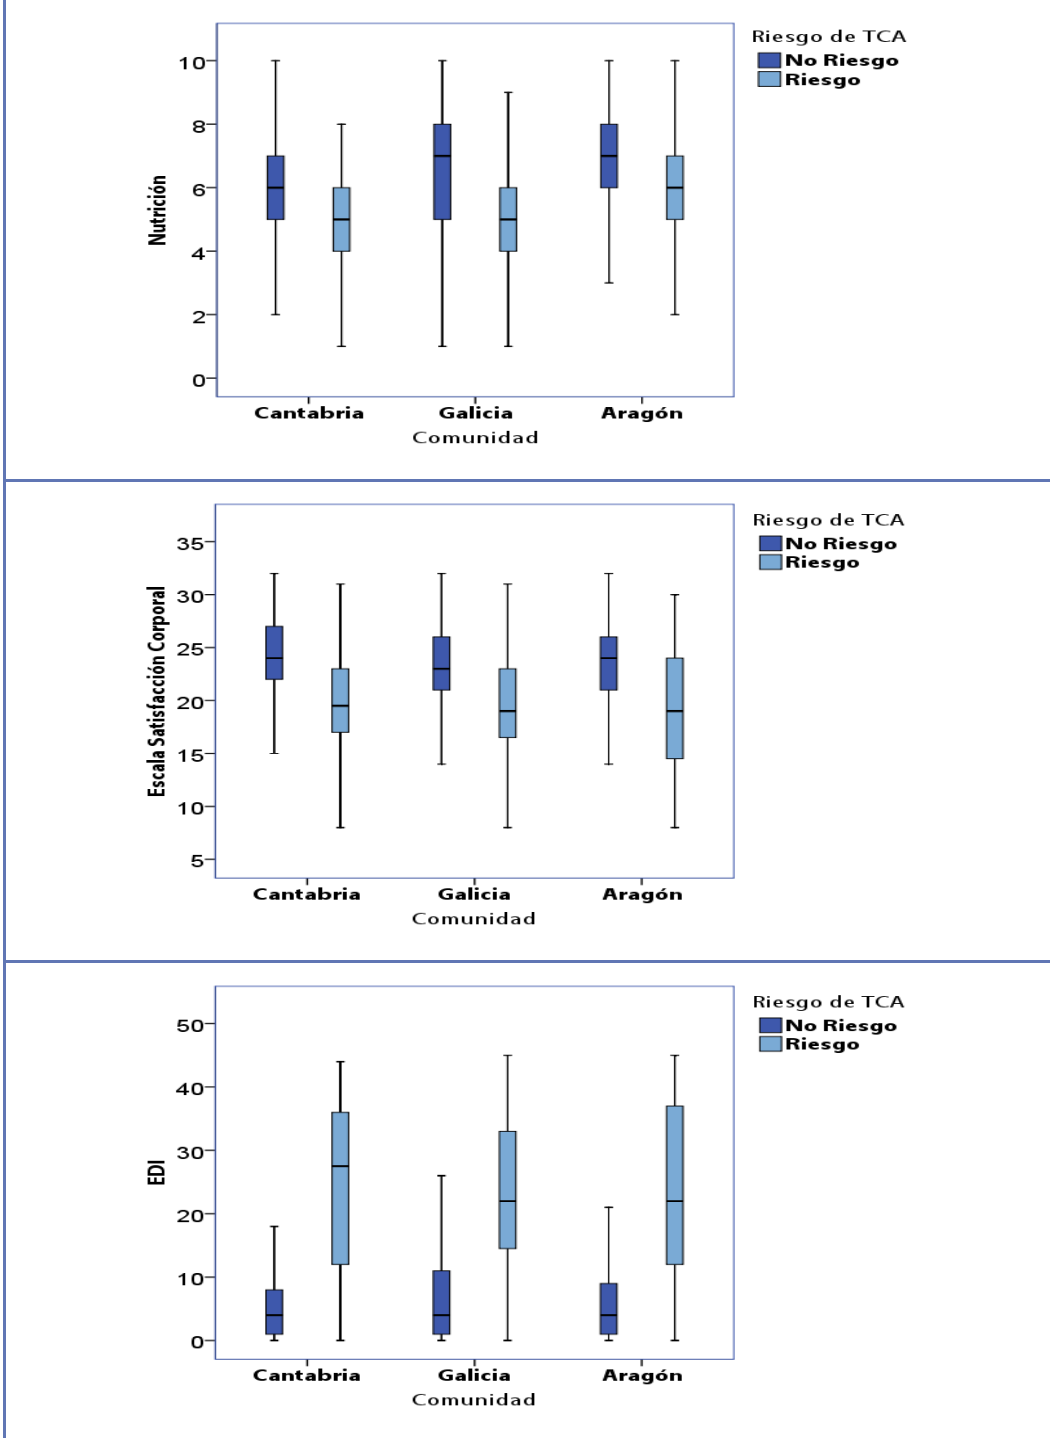 Riesgo de TCA
No Riesgo
Riesgo
10
8
6
4
2
0
Nutrición
Cantabria Galicia Aragón
Comunidad
Riesgo de TCA
No Riesgo
Riesgo
35
30
25
20
15
10
5
Escala Satisfacción Corporal
Cantabria Galicia Aragón
Comunidad
Riesgo de TCA
No Riesgo
Riesgo
50
40
30
20
10
0
EDI
Cantabria Galicia Aragón
Comunidad